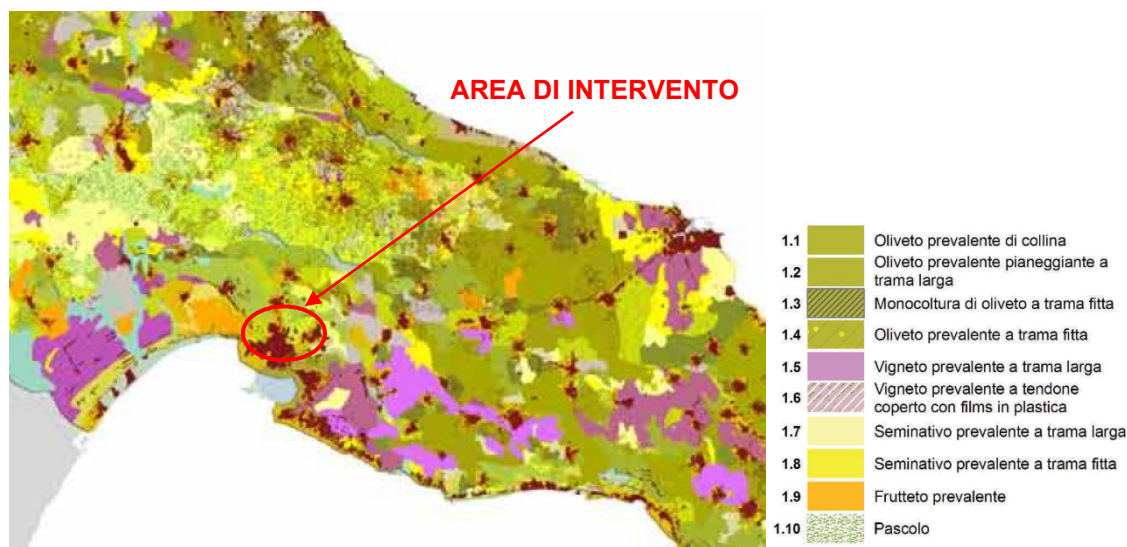 AREA DI INTERVENTO
1.1 Oliveto prevalente di collina
1.2 Oliveto prevalente pianeggiante a
trama larga
1.3 Monocoltura di oliveto a trama fitta
1.4 Oliveto prevalente a trama fitta
1.5 Vigneto prevalente a trama larga
1.6 Vigneto prevalente a tendone
coperto con films in plastica
1.7 Seminativo prevalente a trama larga
1.8 Seminativo prevalente a trama fitta
1.9 Frutteto prevalente
1.10 Pascolo